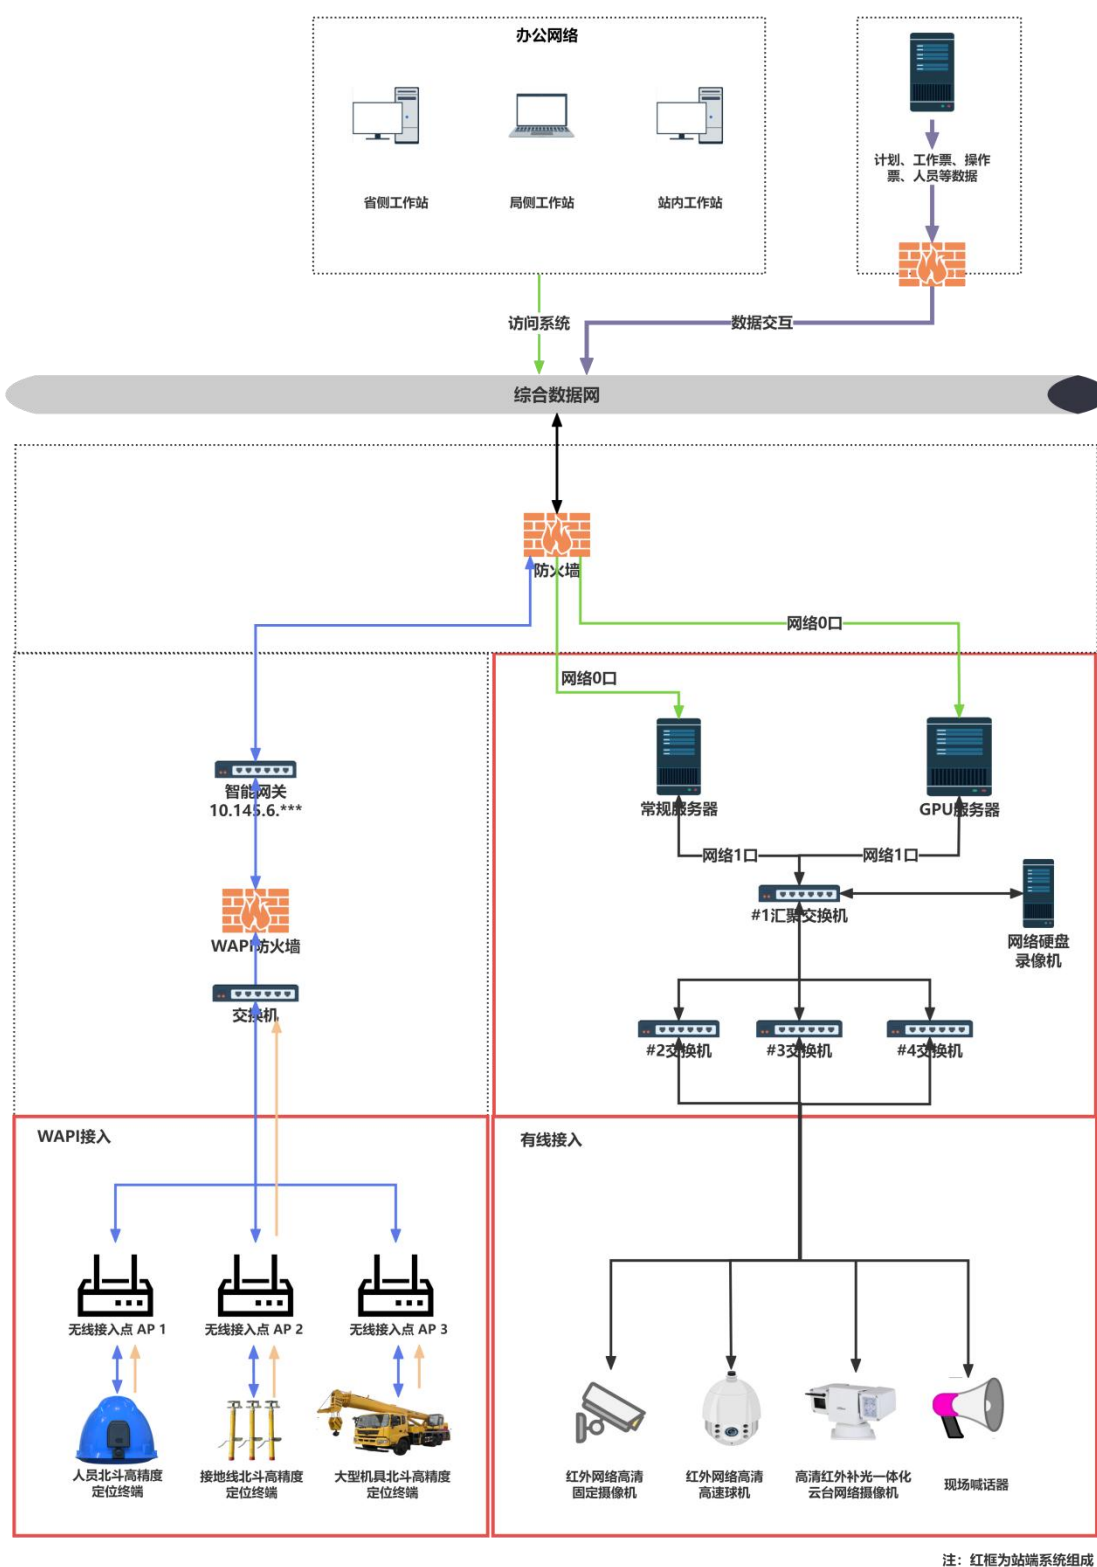 办公网络
省侧工作站
局侧工作站
站内工作站
计划、工作票、操作
票、人员等数据
访问系统
数据交互
综合数据网
防火墙
网络0口
网络0口
智能网关
10.145.6.***
常规服务器
GPU服务器
网络1口
网络1口
#1汇聚交换机
网络硬盘
录像机
WAPI防火墙
交换机
#2交换机
#3交换机
#4交换机
WAPI接入
有线接入
无线接入点 AP 1
无线接入点 AP 2
无线接入点 AP 3
人员北斗高精度
定位终端
接地线北斗高精度
定位终端
大型机具北斗高精度
定位终端
红外网络高清
固定摄像机
红外网络高清
高速球机
高清红外补光一体化
云台网络摄像机
现场喊话器
注：红框为站端系统组成